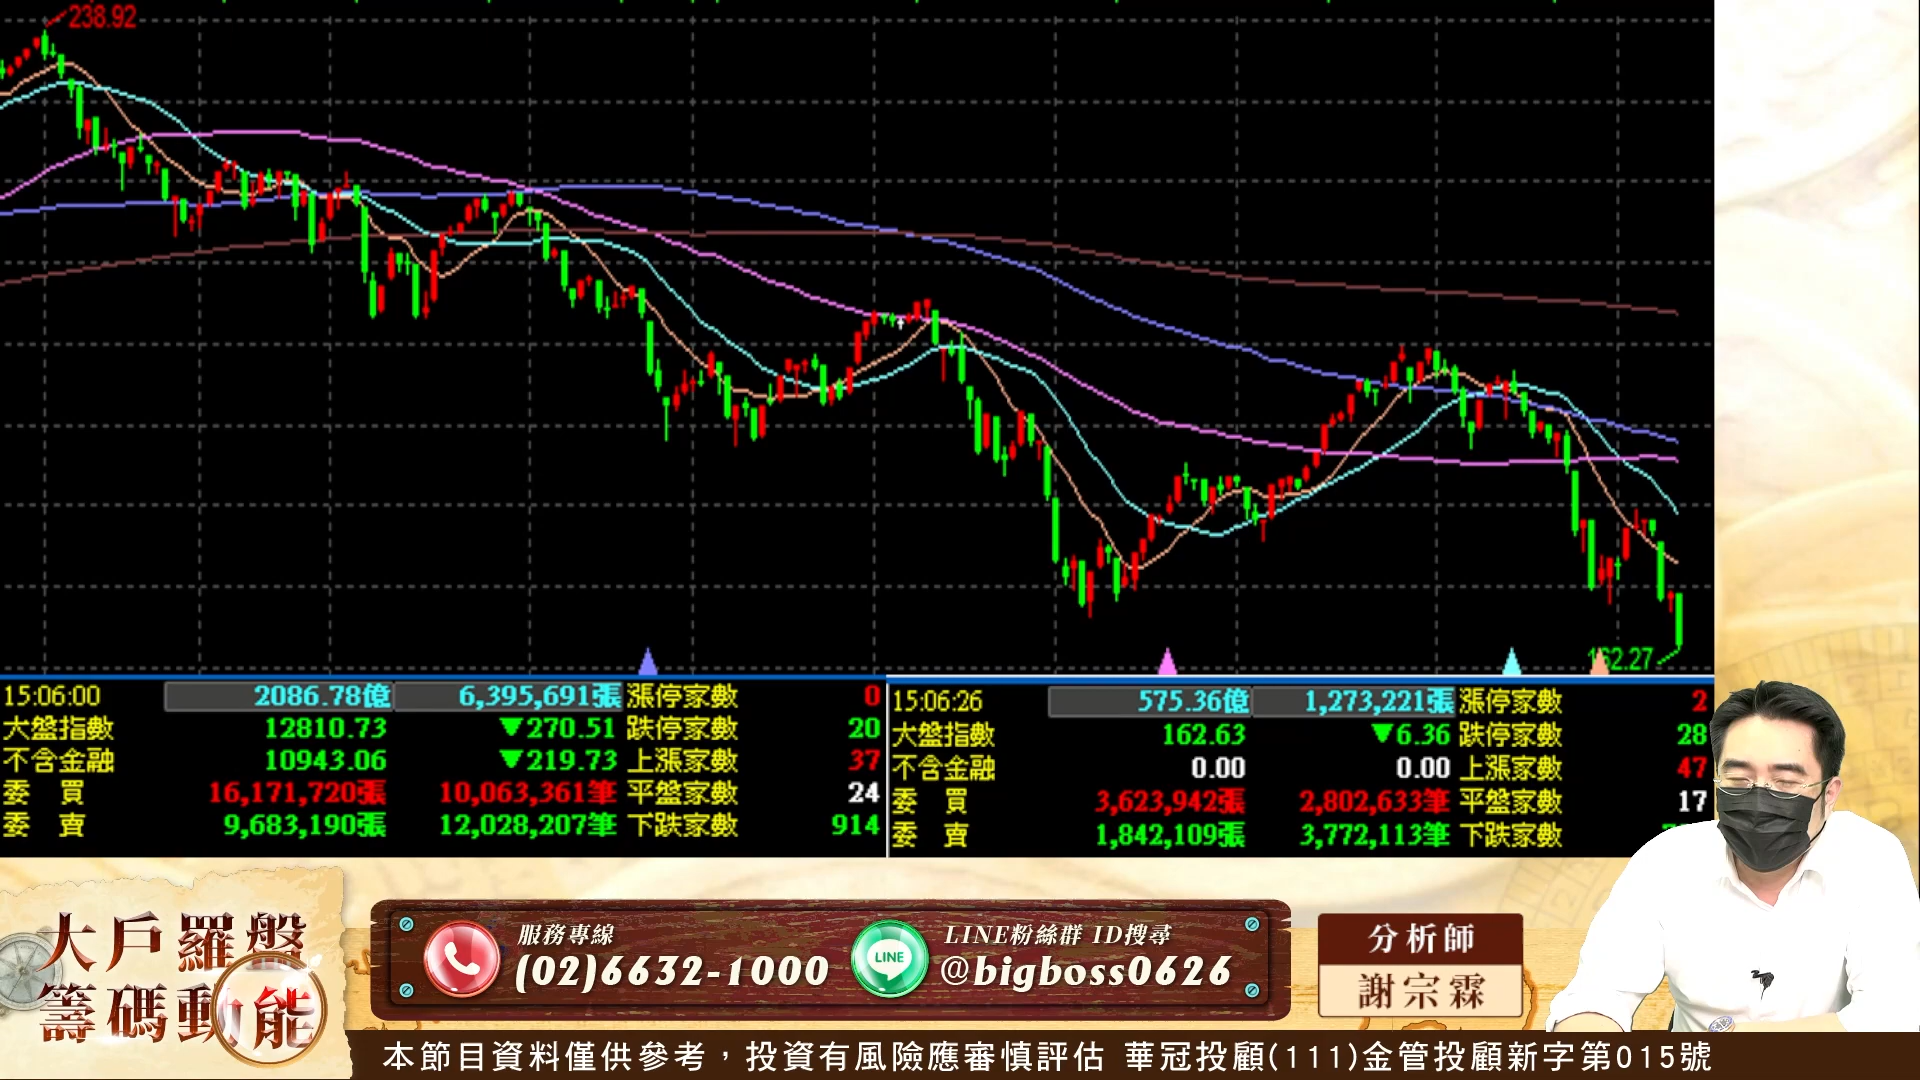 238.92
162.27
15:06:00 2086.78億 6,395,691張 漲停家數 0
大盤指數 12810.73 ▼270.51 跌停家數 20
不含金融 10943.06 ▼219.73 上漲家數 37
委 買 16,171,720張 10,063,361筆 平盤家數 24
委 賣 9,683,190張 12,028,207筆 下跌家數 914
15:06:26 575.36億 1,273,221張 漲停家數 2
大盤指數 162.63 ▼6.36 跌停家數 28
不含金融 0.00 0.00 上漲家數 47
委 買 3,623,942張 2,802,633筆 平盤家數 17
委 賣 1,842,109張 3,772,113筆 下跌家數
大戶羅盤
籌碼動能
服務專線
(02)6632-1000
LINE
LINE粉絲群 ID搜尋
@bigboss0626
分析師
謝宗霖
本節目資料僅供參考，投資有風險應審慎評估 華冠投顧(111)金管投顧新字第015號